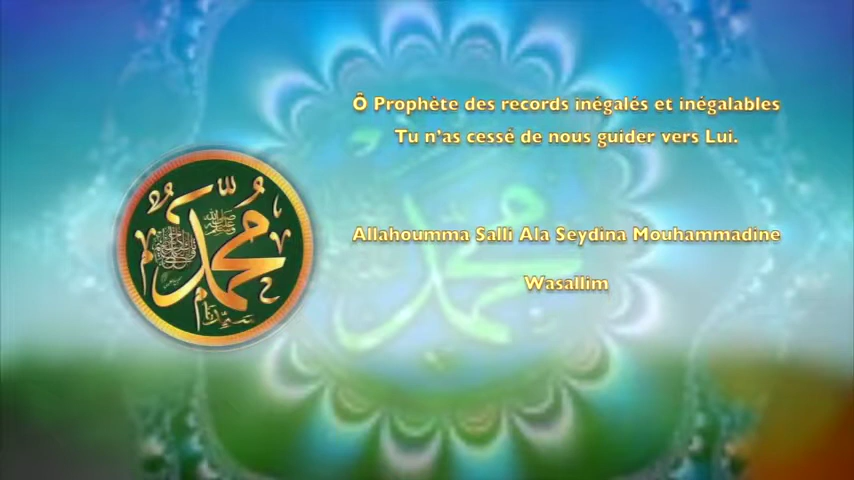 Ô Prophète des records inégalés et inégalables
Tu n'as cessé de nous guider vers Lui.
Allahoumma Salli Ala Seydina Mouhammadine
Wasallim
محمد